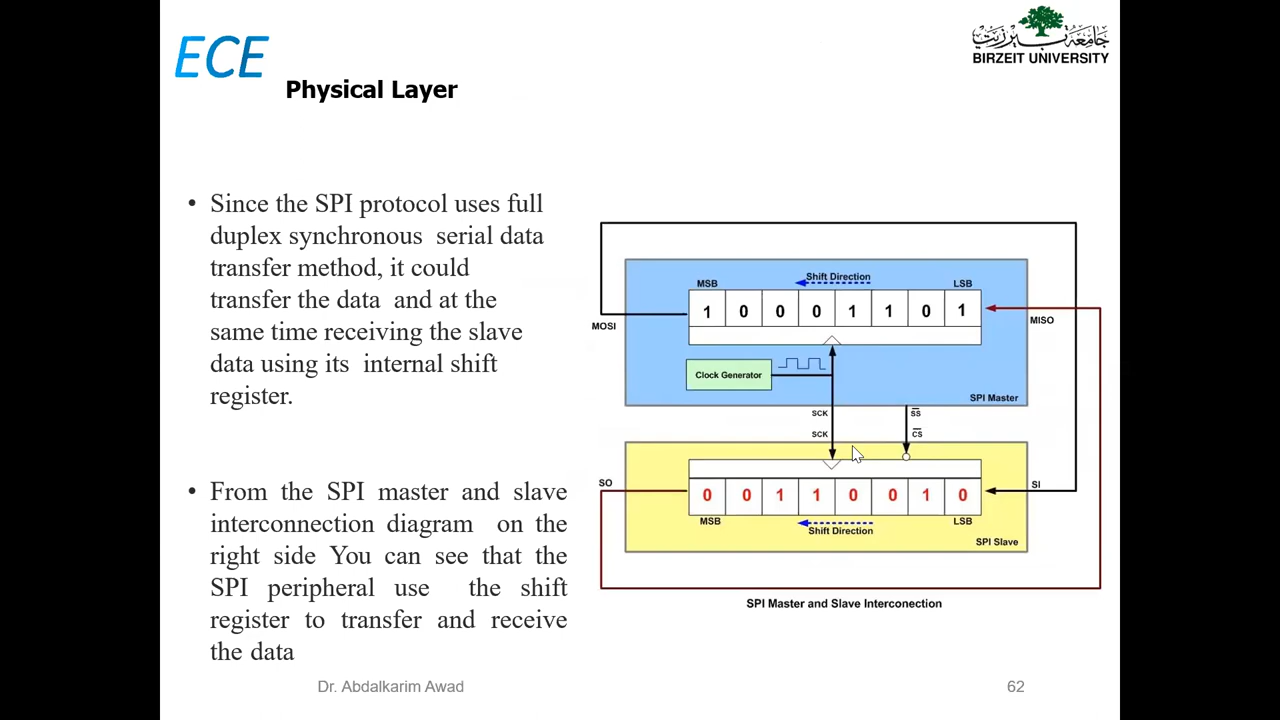 ECE
جامعة بيرزيت
BIRZEIT UNIVERSITY
Physical Layer
• Since the SPI protocol uses full
duplex synchronous serial data
transfer method, it could
transfer the data and at the
same time receiving the slave
data using its internal shift
register.
• From the SPI master and slave
interconnection diagram on the
right side You can see that the
SPI peripheral use the shift
register to transfer and receive
the data
MSB Shift Direction LSB
1 0 0 0 1 1 0 1
MOSI MISO
Clock Generator
SPI Master
SCK SS
SCK CS
SO SI
0 0 1 1 0 0 1 0
MSB Shift Direction LSB
SPI Slave
SPI Master and Slave Interconection
Dr. Abdalkarim Awad 62